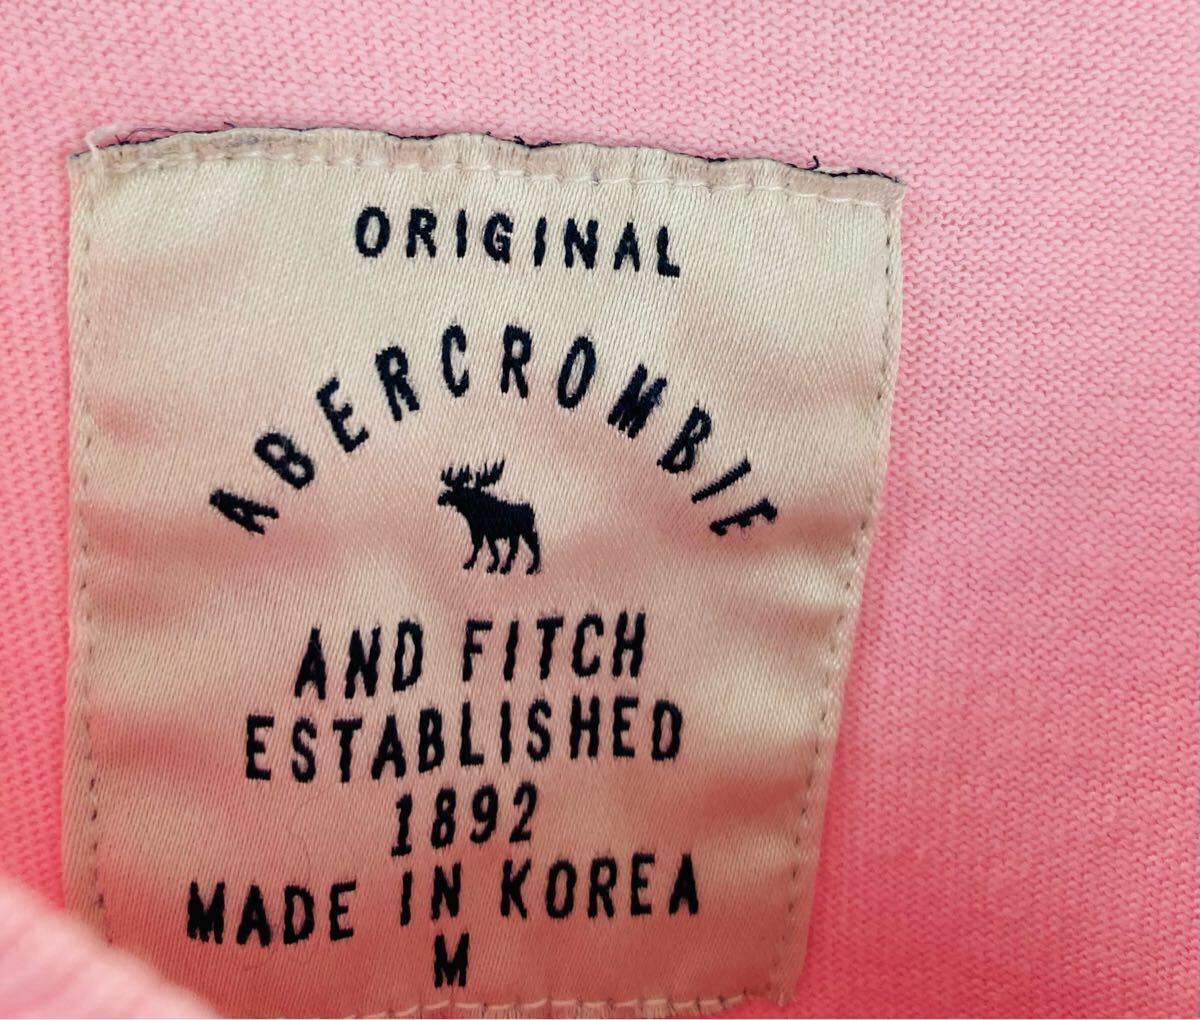 ORIGINAL
ABERCROMBIE
AND FITCH
ESTABLISHED
1892
MADE IN KOREA
M